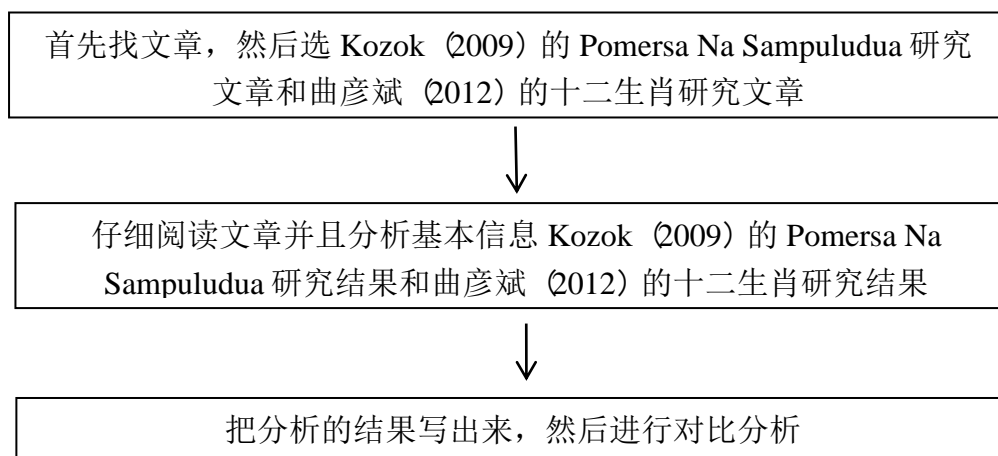 首先找文章，然后选 Kozok（2009）的 Pomersa Na Sampuludua 研究
文章和曲彦斌（2012）的十二生肖研究文章
仔细阅读文章并且分析基本信息 Kozok（2009）的 Pomersa Na
Sampuludua 研究结果和曲彦斌（2012）的十二生肖研究结果
把分析的结果写出来，然后进行对比分析